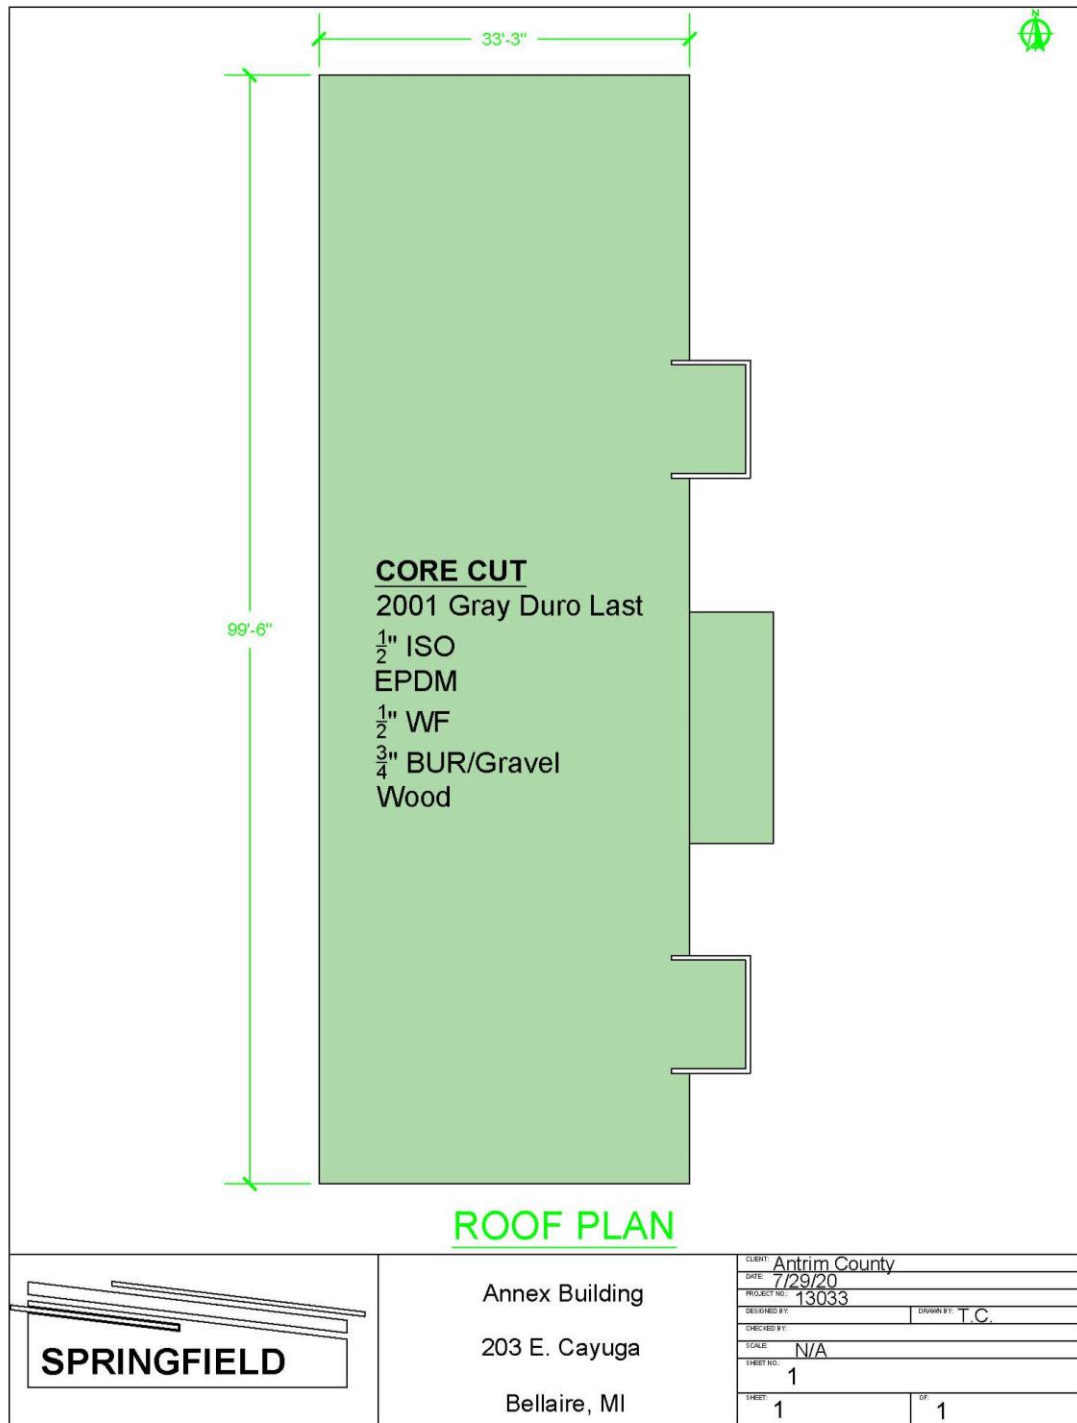 33'-3"
N
99'-6"
CORE CUT
2001 Gray Duro Last
½" ISO
EPDM
½" WF
¾" BUR/Gravel
Wood
ROOF PLAN
SPRINGFIELD
Annex Building
203 E. Cayuga
Bellaire, MI
CLIENT: Antrim County
DATE: 7/29/20
PROJECT NO.: 13033
DESIGNED BY: DRAWN BY: T.C.
CHECKED BY:
SCALE: N/A
SHEET NO.: 1
SHEET: 1 OF: 1